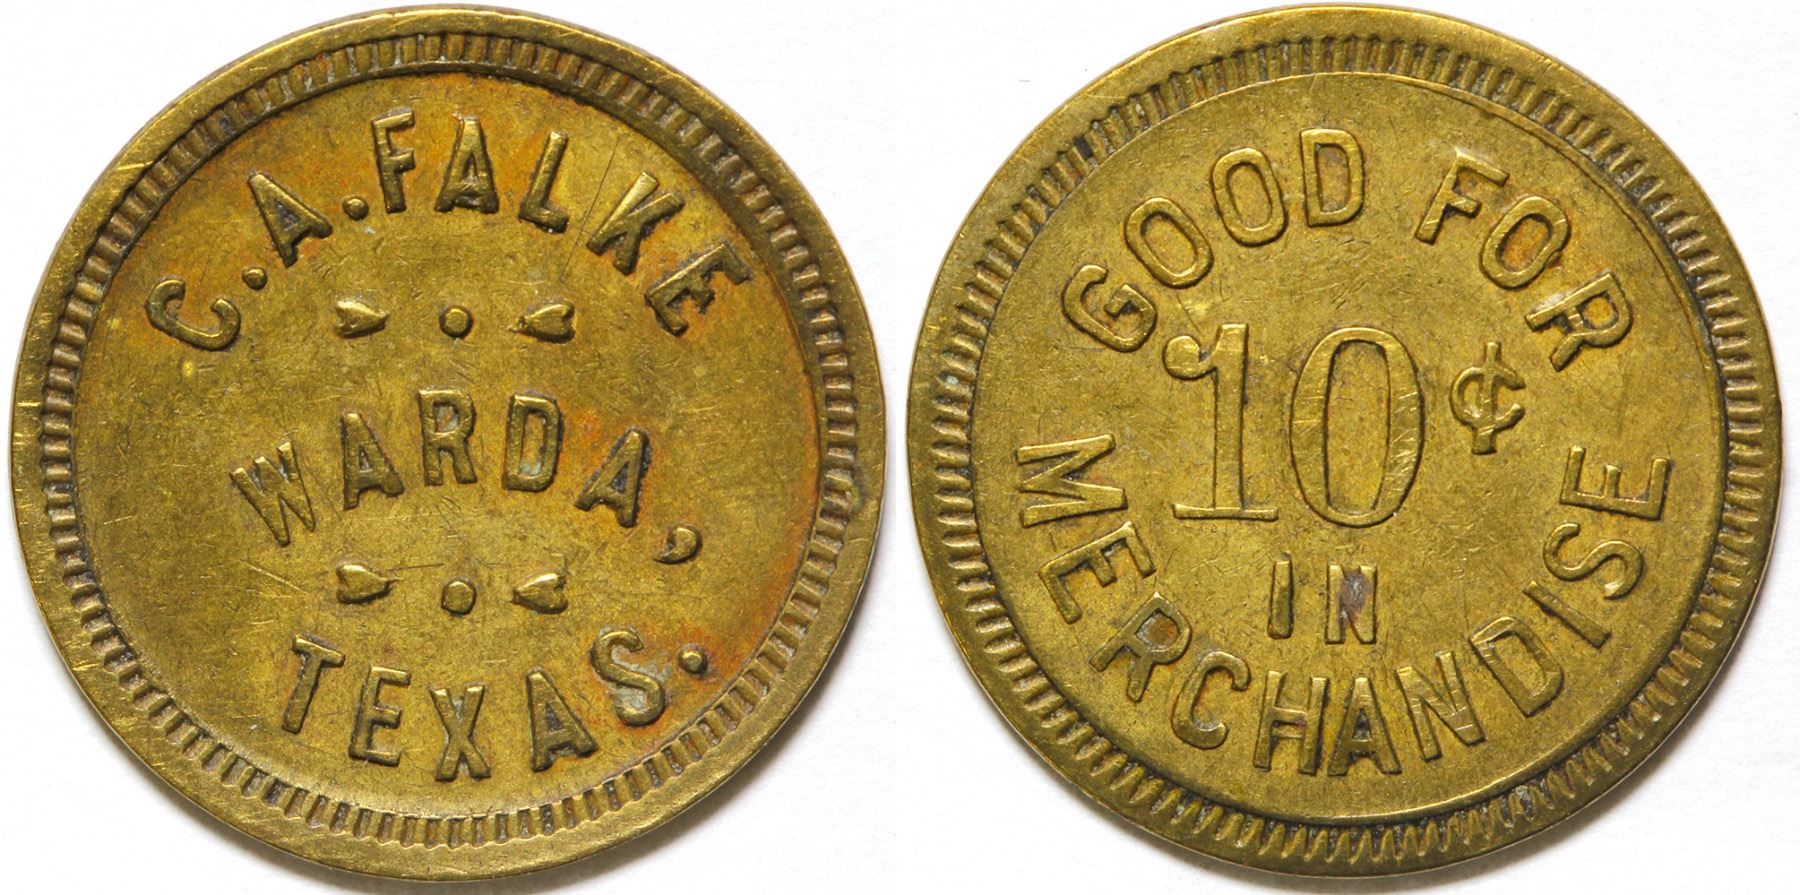 C.A.FALKE
WARDA,
TEXAS.
GOOD FOR
10¢
IN
MERCHANDISE